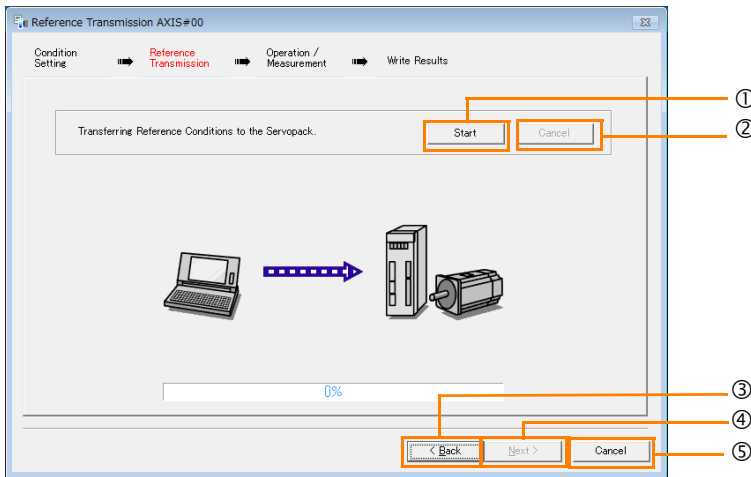 Reference Transmission AXIS#00
Condition Setting
Reference Transmission
Operation / Measurement
Write Results
Transferring Reference Conditions to the Servopack.
Start
Cancel
①
②
0%
③
④
⑤
< Back
Next >
Cancel